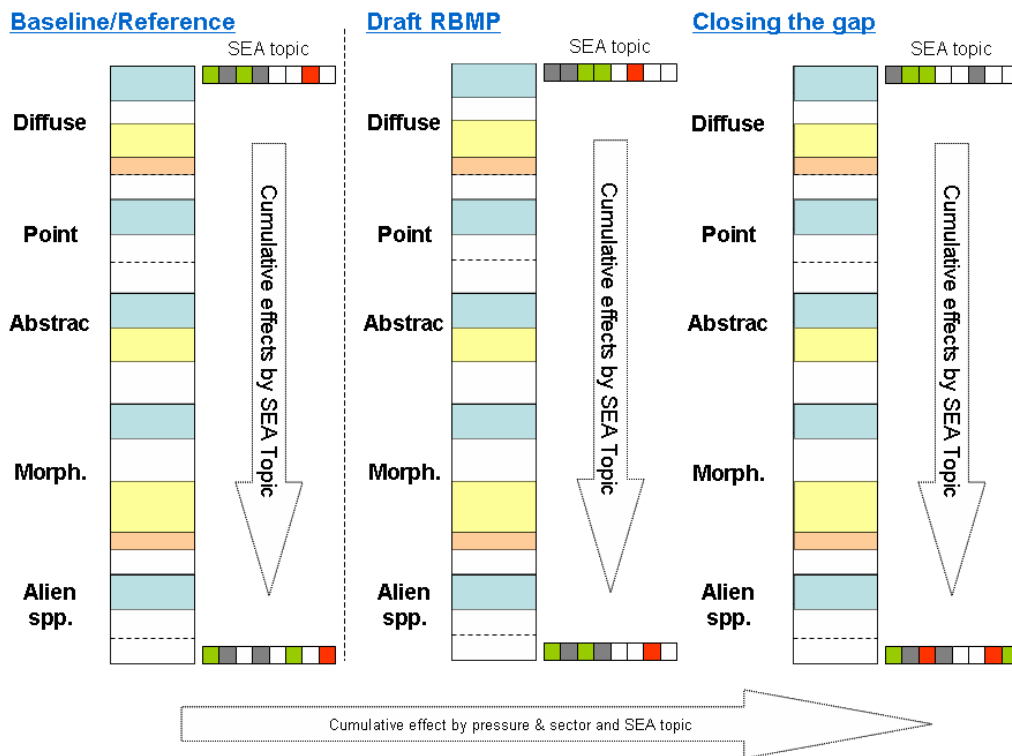 Baseline/Reference
SEA topic
Diffuse
Point
Abstrac
Morph.
Alien
spp.
Cumulative effects by SEA Topic
Draft RBMP
SEA topic
Diffuse
Point
Abstrac
Morph.
Alien
spp.
Cumulative effects by SEA Topic
Closing the gap
SEA topic
Diffuse
Point
Abstrac
Morph.
Alien
spp.
Cumulative effects by SEA Topic
Cumulative effect by pressure & sector and SEA topic